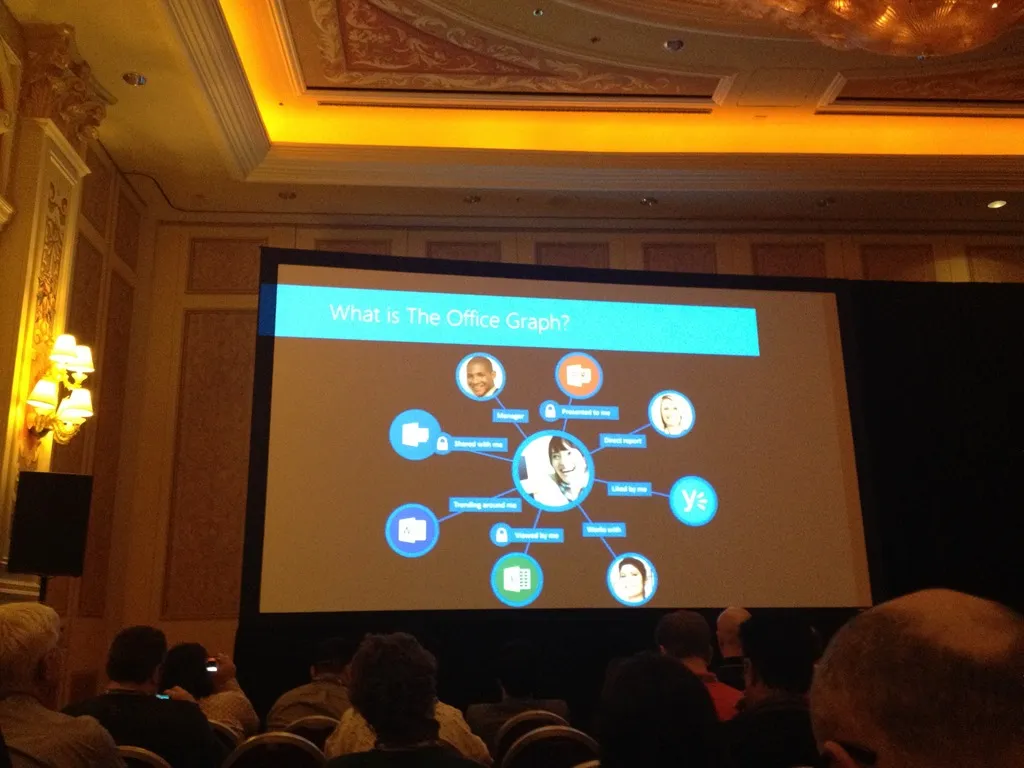 What is The Office Graph?
Manager
Presented to me
Shared with me
Direct report
Liked by me
Trending around me
Viewed by me
Works with